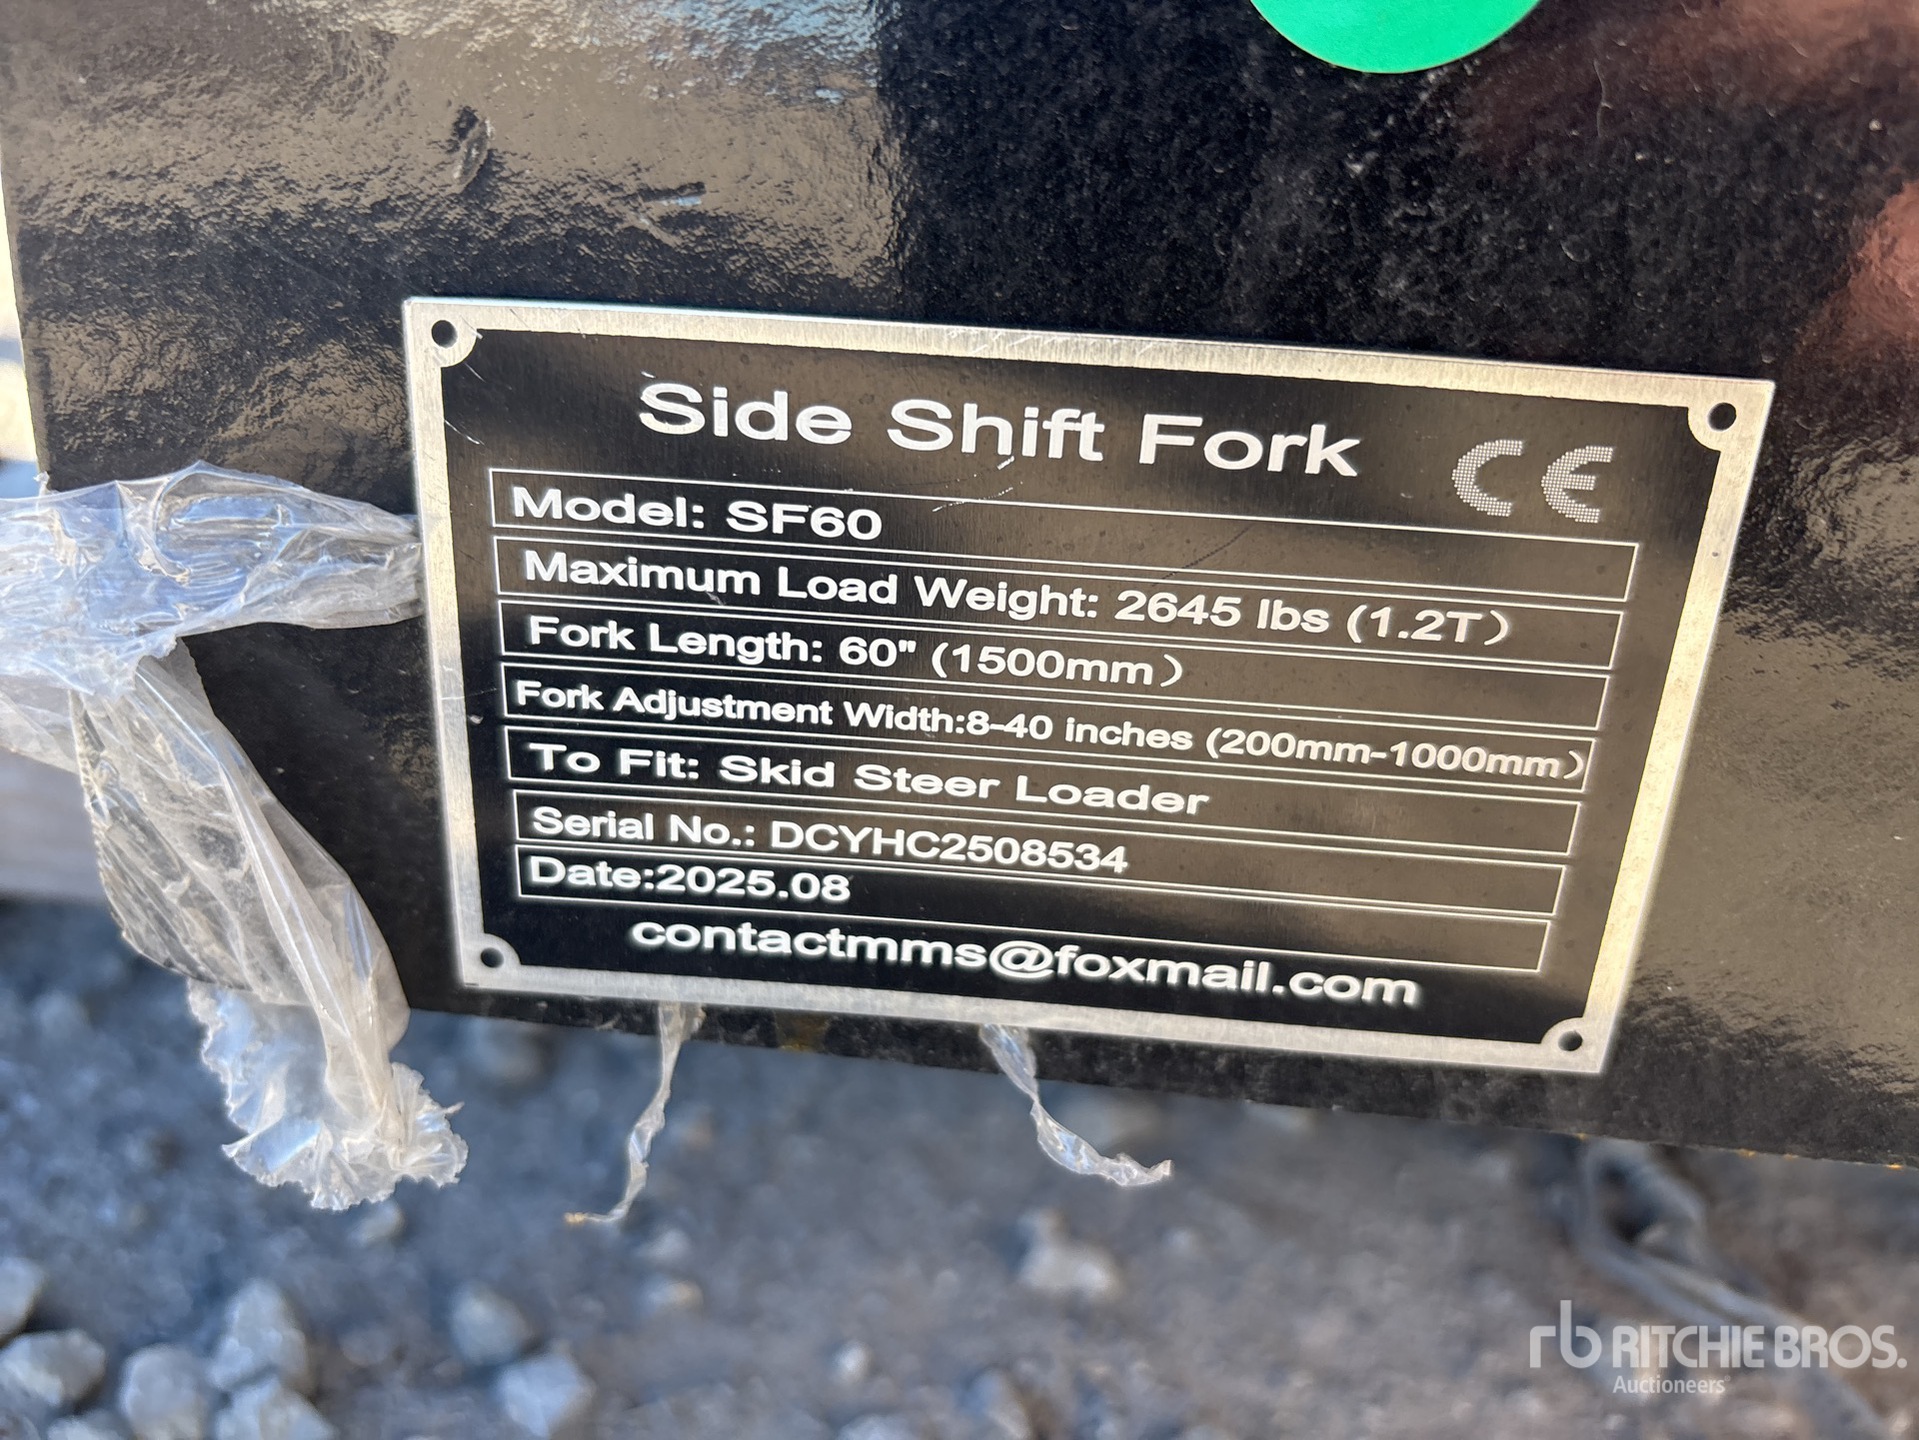 Side Shift Fork
CE
Model: SF60
Maximum Load Weight: 2645 lbs (1.2T)
Fork Length: 60" (1500mm)
Fork Adjustment Width:8-40 inches (200mm-1000mm)
To Fit: Skid Steer Loader
Serial No.: DCYHC2508534
Date:2025.08
contactmms@foxmail.com
rb RITCHIE BROS.
Auctioneers